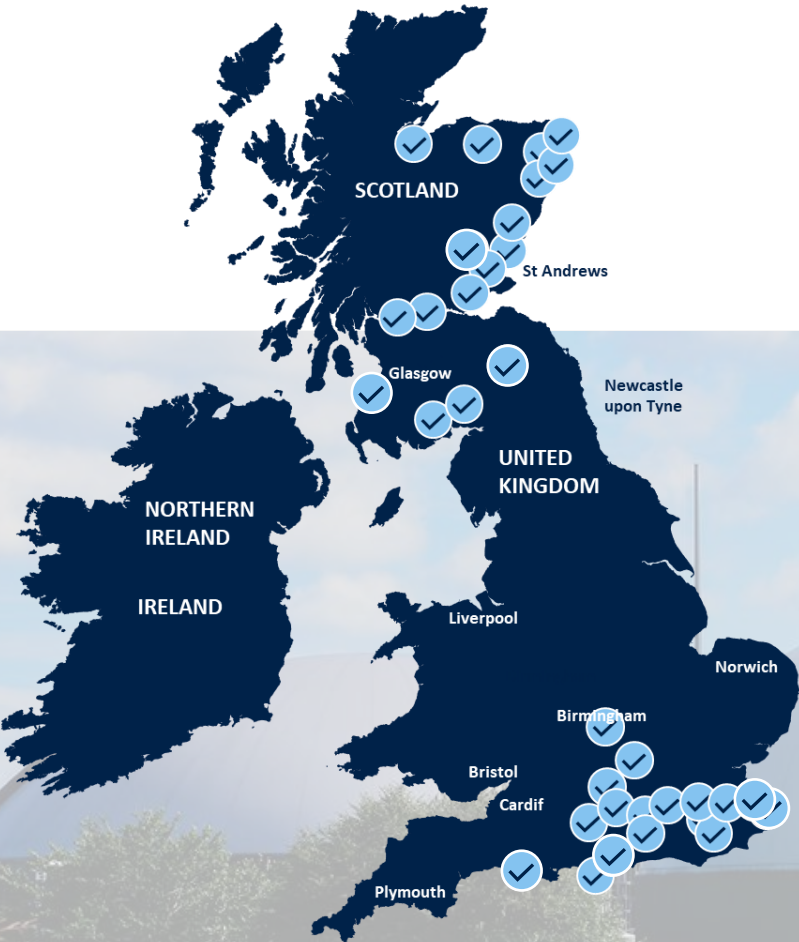 SCOTLAND
St Andrews
Glasgow
Newcastle
upon Tyne
UNITED
KINGDOM
NORTHERN
IRELAND
IRELAND
Liverpool
Norwich
Birmingham
Bristol
Cardif
Plymouth